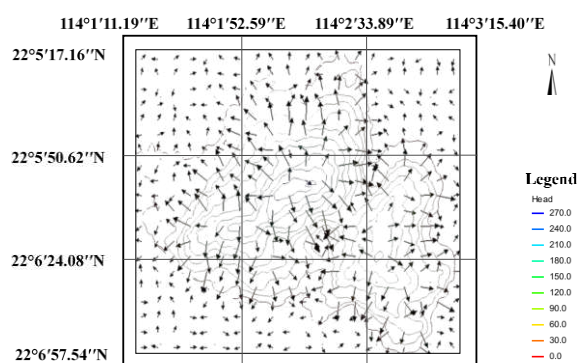 114°1′11.19″E 114°1′52.59″E 114°2′33.89″E 114°3′15.40″E
22°5′17.16″N
22°5′50.62″N
22°6′24.08″N
22°6′57.54″N
N
Legend
Head
270.0
240.0
210.0
180.0
150.0
120.0
90.0
60.0
30.0
0.0